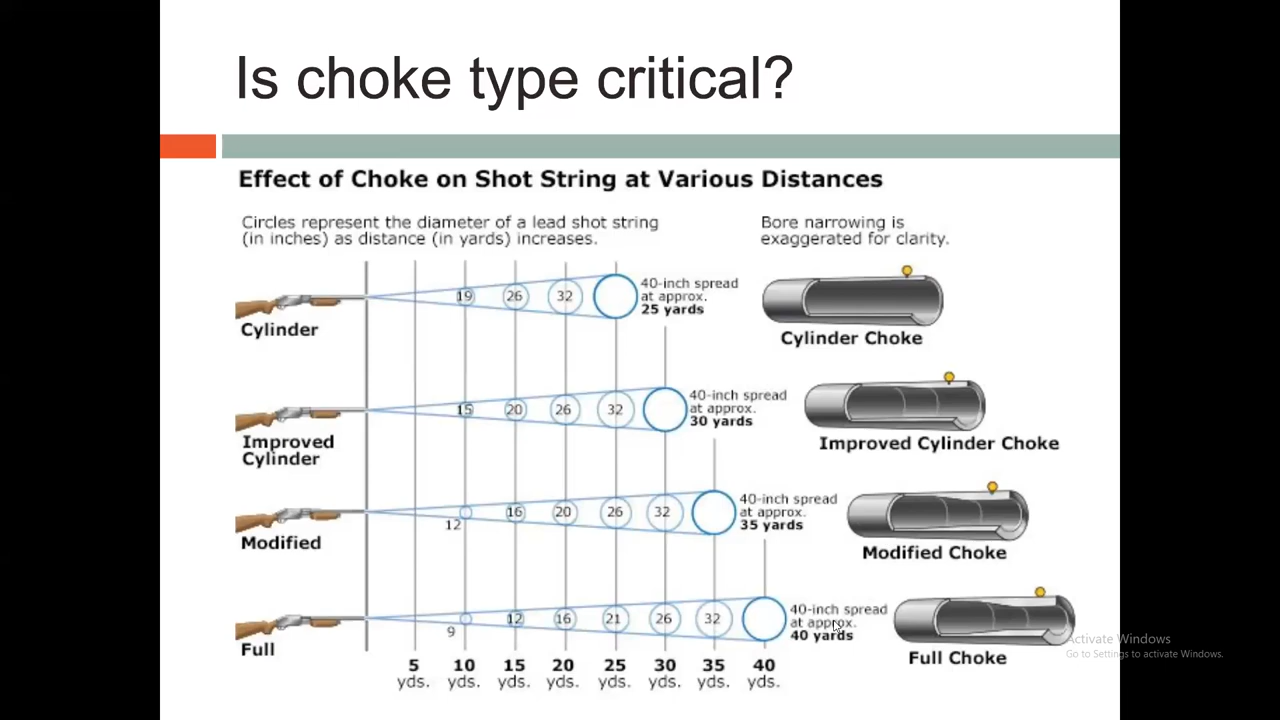 Is choke type critical?
Effect of Choke on Shot String at Various Distances
Circles represent the diameter of a lead shot string
(in inches) as distance (in yards) increases.
Bore narrowing is
exaggerated for clarity.
19 26 32
40-inch spread
at approx.
25 yards
Cylinder
Cylinder Choke
15 20 26 32
40-inch spread
at approx.
30 yards
Improved
Cylinder
Improved Cylinder Choke
12 16 20 26 32
40-inch spread
at approx.
35 yards
Modified
Modified Choke
9 12 16 21 26 32
40-inch spread
at approx.
40 yards
Full
Full Choke
5 10 15 20 25 30 35 40
yds. yds. yds. yds. yds. yds. yds. yds.
Activate Windows
Go to Settings to activate Windows.